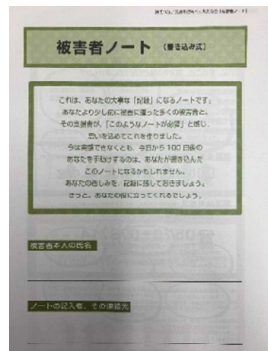 被害者ノート (書き込み式)
これは、あなたの大事な「記録」になるノートです。
あなたより少し前に被害に遭った多くの被害者と、
その支援者が、「このようなノートが必要」と感じ、
思いを込めてこれを作りました。
今は実感できなくとも、今日から100日後の
あなたを手助けするのは、あなたが書き込んだ
このノートになるかもしれません。
あなたの苦しみを、記録に残しておきましょう。
きっと、あなたの役に立ってくれるでしょう。
被害者本人の氏名
ノートの記入者、その連絡先